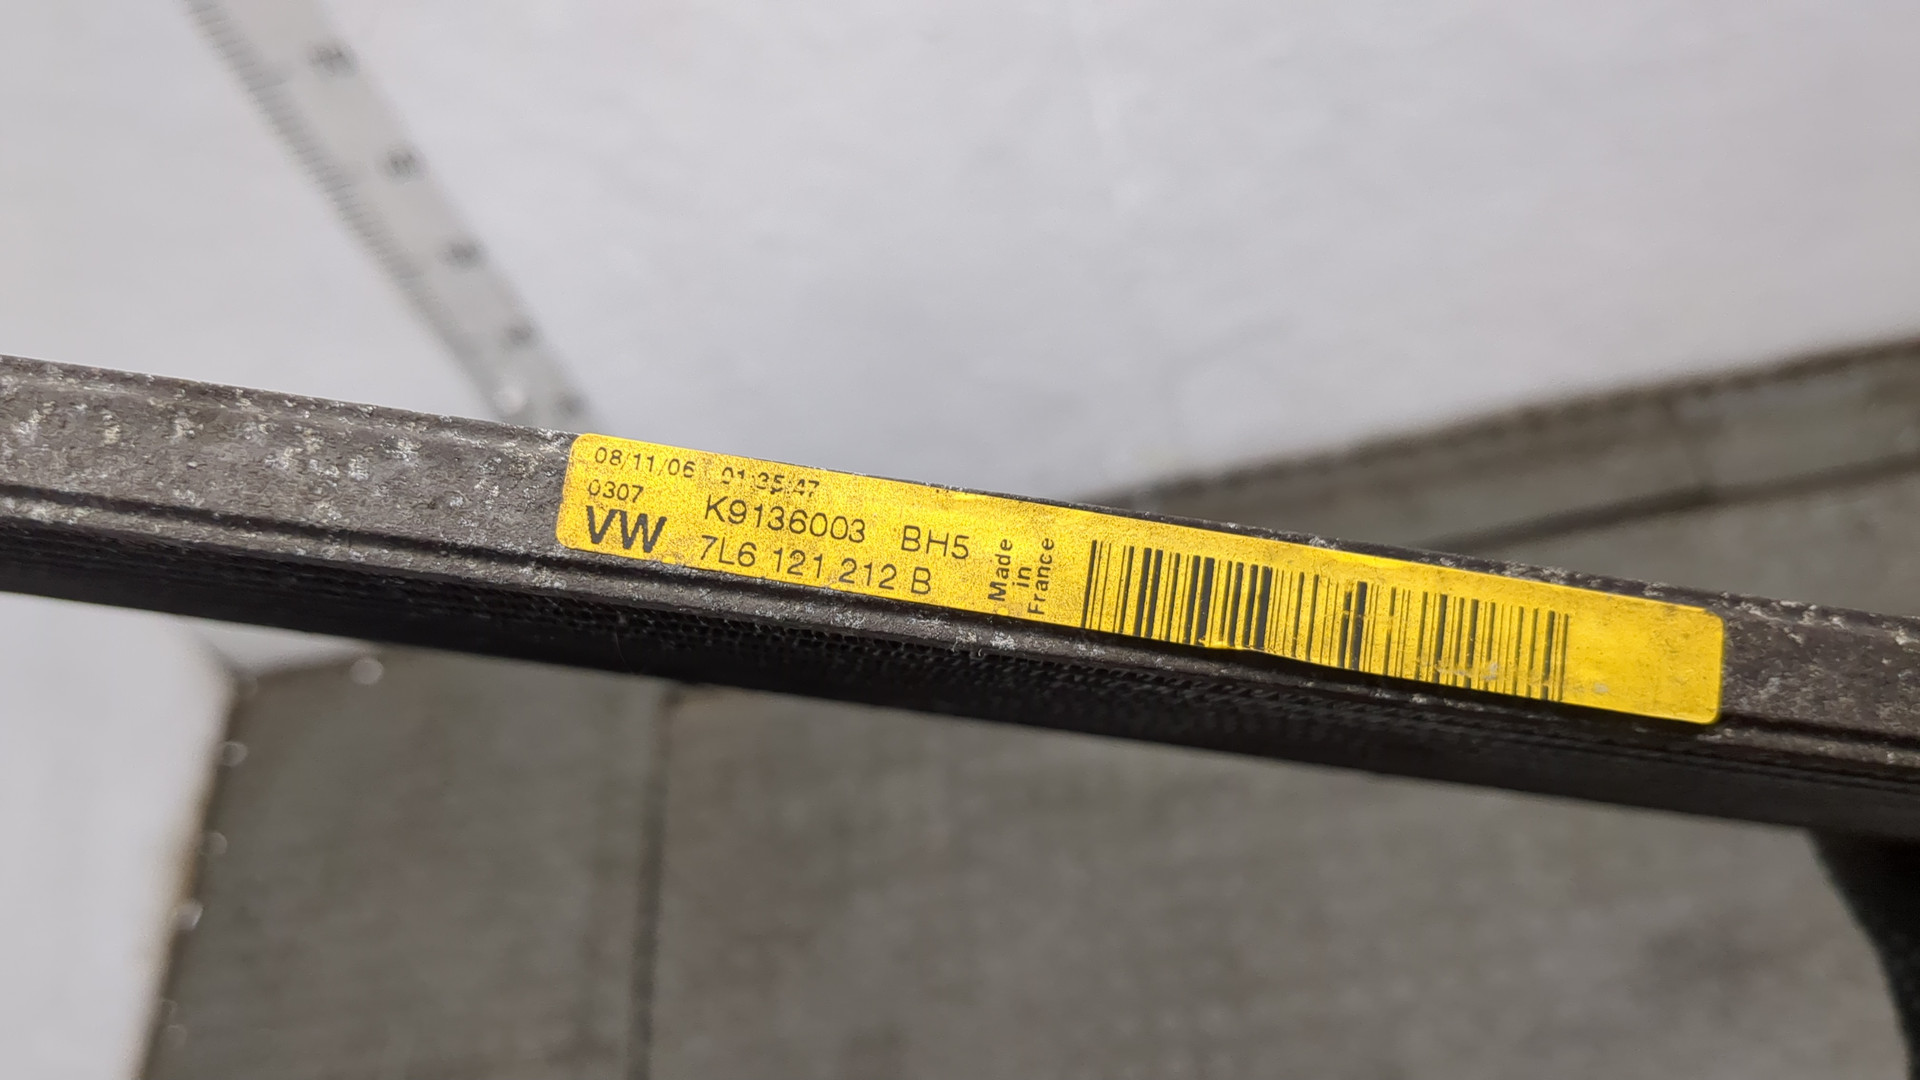 08/11/06 01:35:47
0307
K9136003 BH5
VW 7L6 121 212 B
Made
in
France